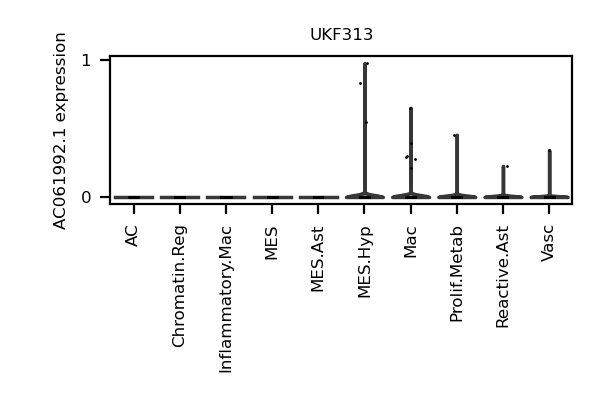 UKF313
AC061992.1 expression
1
0
AC
Chromatin.Reg
Inflammatory.Mac
MES
MES.Ast
MES.Hyp
Mac
Prolif.Metab
Reactive.Ast
Vasc